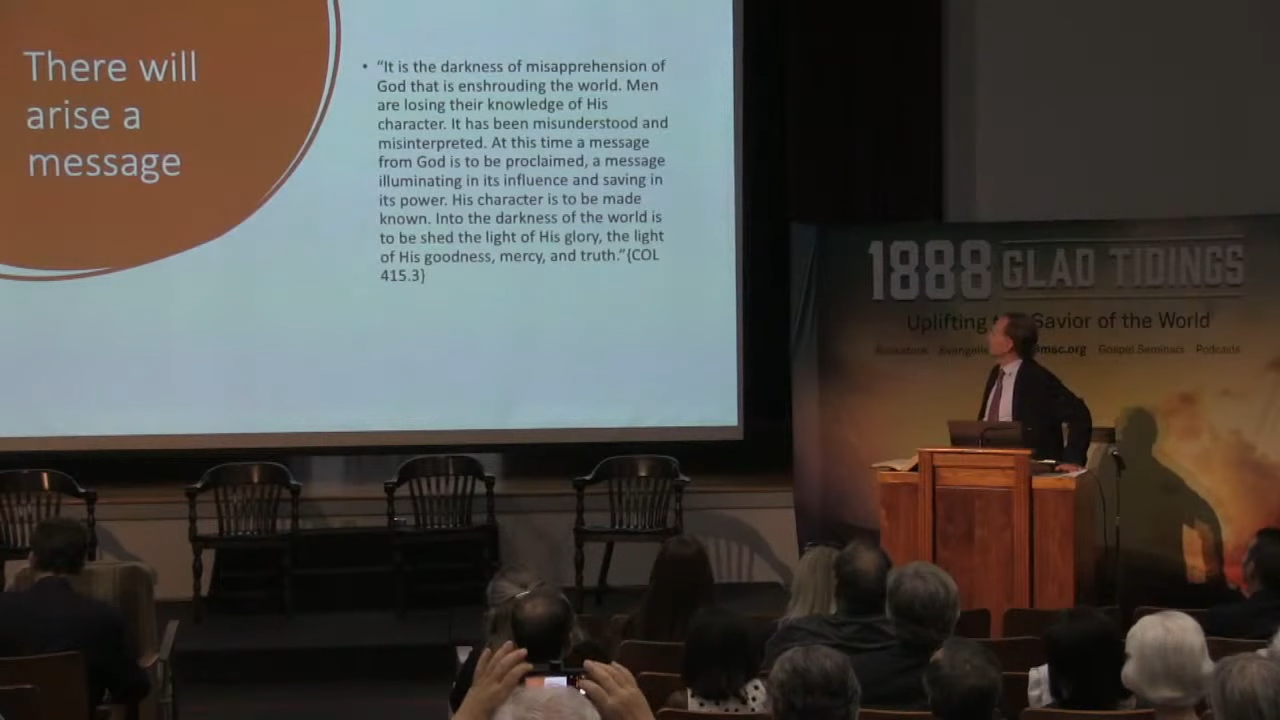 There will
arise a
message
• “It is the darkness of misapprehension of
God that is enshrouding the world. Men
are losing their knowledge of His
character. It has been misunderstood and
misinterpreted. At this time a message
from God is to be proclaimed, a message
illuminating in its influence and saving in
its power. His character is to be made
known. Into the darkness of the world is
to be shed the light of His glory, the light
of His goodness, mercy, and truth.”{COL
415.3}
1888 GLAD TIDINGS
Uplifting Savior of the World
msc.org Gospel Seminars Podcasts